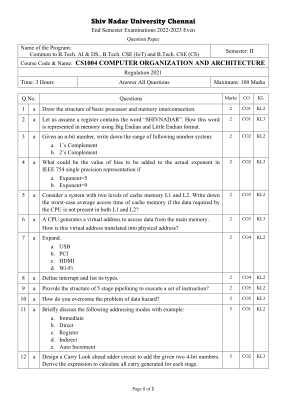 Shiv Nadar University Chennai
End Semester Examinations 2022-2023 Even
Question Paper
Name of the Program:
Common to B.Tech. AI & DS., B.Tech. CSE (IoT) and B.Tech. CSE (CS)
Semester: II
Course Code & Name: CS1004 COMPUTER ORGANIZATION AND ARCHITECTURE
Regulation 2021
Time: 3 Hours Answer All Questions Maximum: 100 Marks
Q.No. Questions Marks CO KL
1 a Draw the structure of basic processor and memory interconnection. 2 CO1 KL2
2 a Let us assume a register contains the word "SHIVNADAR". How this word 2 CO1 KL3
is represented in memory using Big Endian and Little Endian format.
3 a Given an n-bit number, write down the range of following number system: 2 CO2 KL2
a. 1's Complement
b. 2's Complement
4 a What could be the value of bias to be added to the actual exponent in 2 CO2 KL3
IEEE 754 single precision representation if
a. Exponent=5
b. Exponent=9
5 a Consider a system with two levels of cache memory L1 and L2. Write down 2 CO3 KL2
the worst-case average access time of cache memory if the data required by
the CPU is not present in both L1 and L2?
6 a A CPU generates a virtual address to access data from the main memory. 2 CO3 KL3
How is this virtual address translated into physical address?
7 a Expand: 2 CO4 KL2
a. USB
b. PCI
c. HDMI
d. Wi-Fi
8 a Define interrupt and list its types. 2 CO4 KL2
9 a Provide the structure of 5 stage pipelining to execute a set of instruction? 2 CO5 KL2
10 a How do you overcome the problem of data hazard? 2 CO5 KL3
11 a Briefly discuss the following addressing modes with example: 5 CO1 KL2
a. Immediate
b. Direct
c. Register
d. Indirect
e. Auto Increment
12 a Design a Carry Look ahead adder circuit to add the given two 4-bit numbers. 5 CO2 KL3
Derive the expression to calculate all carry generated for each stage.
Page 1 of 2